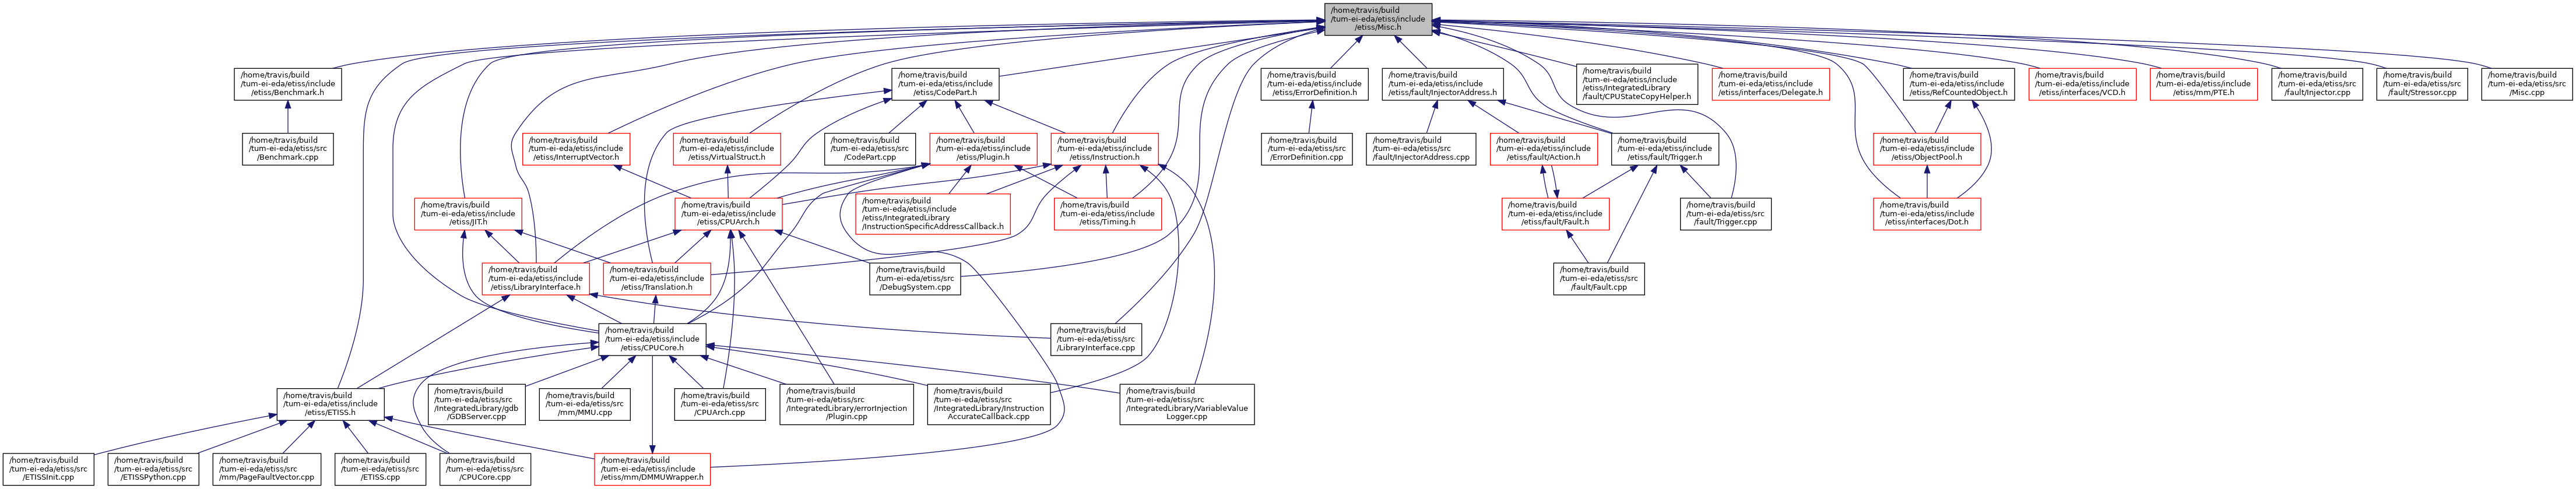 /home/travis/build
/tum-ei-eda/etiss/include
/etiss/Misc.h
/home/travis/build
/tum-ei-eda/etiss/include
/etiss/Benchmark.h
/home/travis/build
/tum-ei-eda/etiss/include
/etiss/CodePart.h
/home/travis/build
/tum-ei-eda/etiss/include
/etiss/ErrorDefinition.h
/home/travis/build
/tum-ei-eda/etiss/include
/etiss/fault/InjectorAddress.h
/home/travis/build
/tum-ei-eda/etiss/include
/etiss/IntegratedLibrary
/fault/CPUStateCopyHelper.h
/home/travis/build
/tum-ei-eda/etiss/include
/etiss/interfaces/Delegate.h
/home/travis/build
/tum-ei-eda/etiss/include
/etiss/RefCountedObject.h
/home/travis/build
/tum-ei-eda/etiss/include
/etiss/interfaces/VCD.h
/home/travis/build
/tum-ei-eda/etiss/include
/etiss/mm/PTE.h
/home/travis/build
/tum-ei-eda/etiss/src
/fault/Injector.cpp
/home/travis/build
/tum-ei-eda/etiss/src
/fault/Stressor.cpp
/home/travis/build
/tum-ei-eda/etiss/src
/Misc.cpp
/home/travis/build
/tum-ei-eda/etiss/src
/Benchmark.cpp
/home/travis/build
/tum-ei-eda/etiss/include
/etiss/InterruptVector.h
/home/travis/build
/tum-ei-eda/etiss/include
/etiss/VirtualStruct.h
/home/travis/build
/tum-ei-eda/etiss/src
/CodePart.cpp
/home/travis/build
/tum-ei-eda/etiss/include
/etiss/Plugin.h
/home/travis/build
/tum-ei-eda/etiss/include
/etiss/Instruction.h
/home/travis/build
/tum-ei-eda/etiss/src
/ErrorDefinition.cpp
/home/travis/build
/tum-ei-eda/etiss/src
/fault/InjectorAddress.cpp
/home/travis/build
/tum-ei-eda/etiss/include
/etiss/fault/Action.h
/home/travis/build
/tum-ei-eda/etiss/include
/etiss/fault/Trigger.h
/home/travis/build
/tum-ei-eda/etiss/include
/etiss/ObjectPool.h
/home/travis/build
/tum-ei-eda/etiss/include
/etiss/JIT.h
/home/travis/build
/tum-ei-eda/etiss/include
/etiss/CPUArch.h
/home/travis/build
/tum-ei-eda/etiss/include
/etiss/IntegratedLibrary
/InstructionSpecificAddressCallback.h
/home/travis/build
/tum-ei-eda/etiss/include
/etiss/Timing.h
/home/travis/build
/tum-ei-eda/etiss/include
/etiss/fault/Fault.h
/home/travis/build
/tum-ei-eda/etiss/src
/fault/Trigger.cpp
/home/travis/build
/tum-ei-eda/etiss/include
/etiss/interfaces/Dot.h
/home/travis/build
/tum-ei-eda/etiss/include
/etiss/LibraryInterface.h
/home/travis/build
/tum-ei-eda/etiss/include
/etiss/Translation.h
/home/travis/build
/tum-ei-eda/etiss/src
/DebugSystem.cpp
/home/travis/build
/tum-ei-eda/etiss/src
/fault/Fault.cpp
/home/travis/build
/tum-ei-eda/etiss/include
/etiss/CPUCore.h
/home/travis/build
/tum-ei-eda/etiss/src
/LibraryInterface.cpp
/home/travis/build
/tum-ei-eda/etiss/include
/etiss/ETISS.h
/home/travis/build
/tum-ei-eda/etiss/src
/IntegratedLibrary/gdb
/GDBServer.cpp
/home/travis/build
/tum-ei-eda/etiss/src
/mm/MMU.cpp
/home/travis/build
/tum-ei-eda/etiss/src
/CPUArch.cpp
/home/travis/build
/tum-ei-eda/etiss/src
/IntegratedLibrary/errorInjection
/Plugin.cpp
/home/travis/build
/tum-ei-eda/etiss/src
/IntegratedLibrary/Instruction
AccurateCallback.cpp
/home/travis/build
/tum-ei-eda/etiss/src
/IntegratedLibrary/VariableValue
Logger.cpp
/home/travis/build
/tum-ei-eda/etiss/src
/ETISSInit.cpp
/home/travis/build
/tum-ei-eda/etiss/src
/ETISSPython.cpp
/home/travis/build
/tum-ei-eda/etiss/src
/mm/PageFaultVector.cpp
/home/travis/build
/tum-ei-eda/etiss/src
/ETISS.cpp
/home/travis/build
/tum-ei-eda/etiss/src
/CPUCore.cpp
/home/travis/build
/tum-ei-eda/etiss/include
/etiss/mm/DMMUWrapper.h